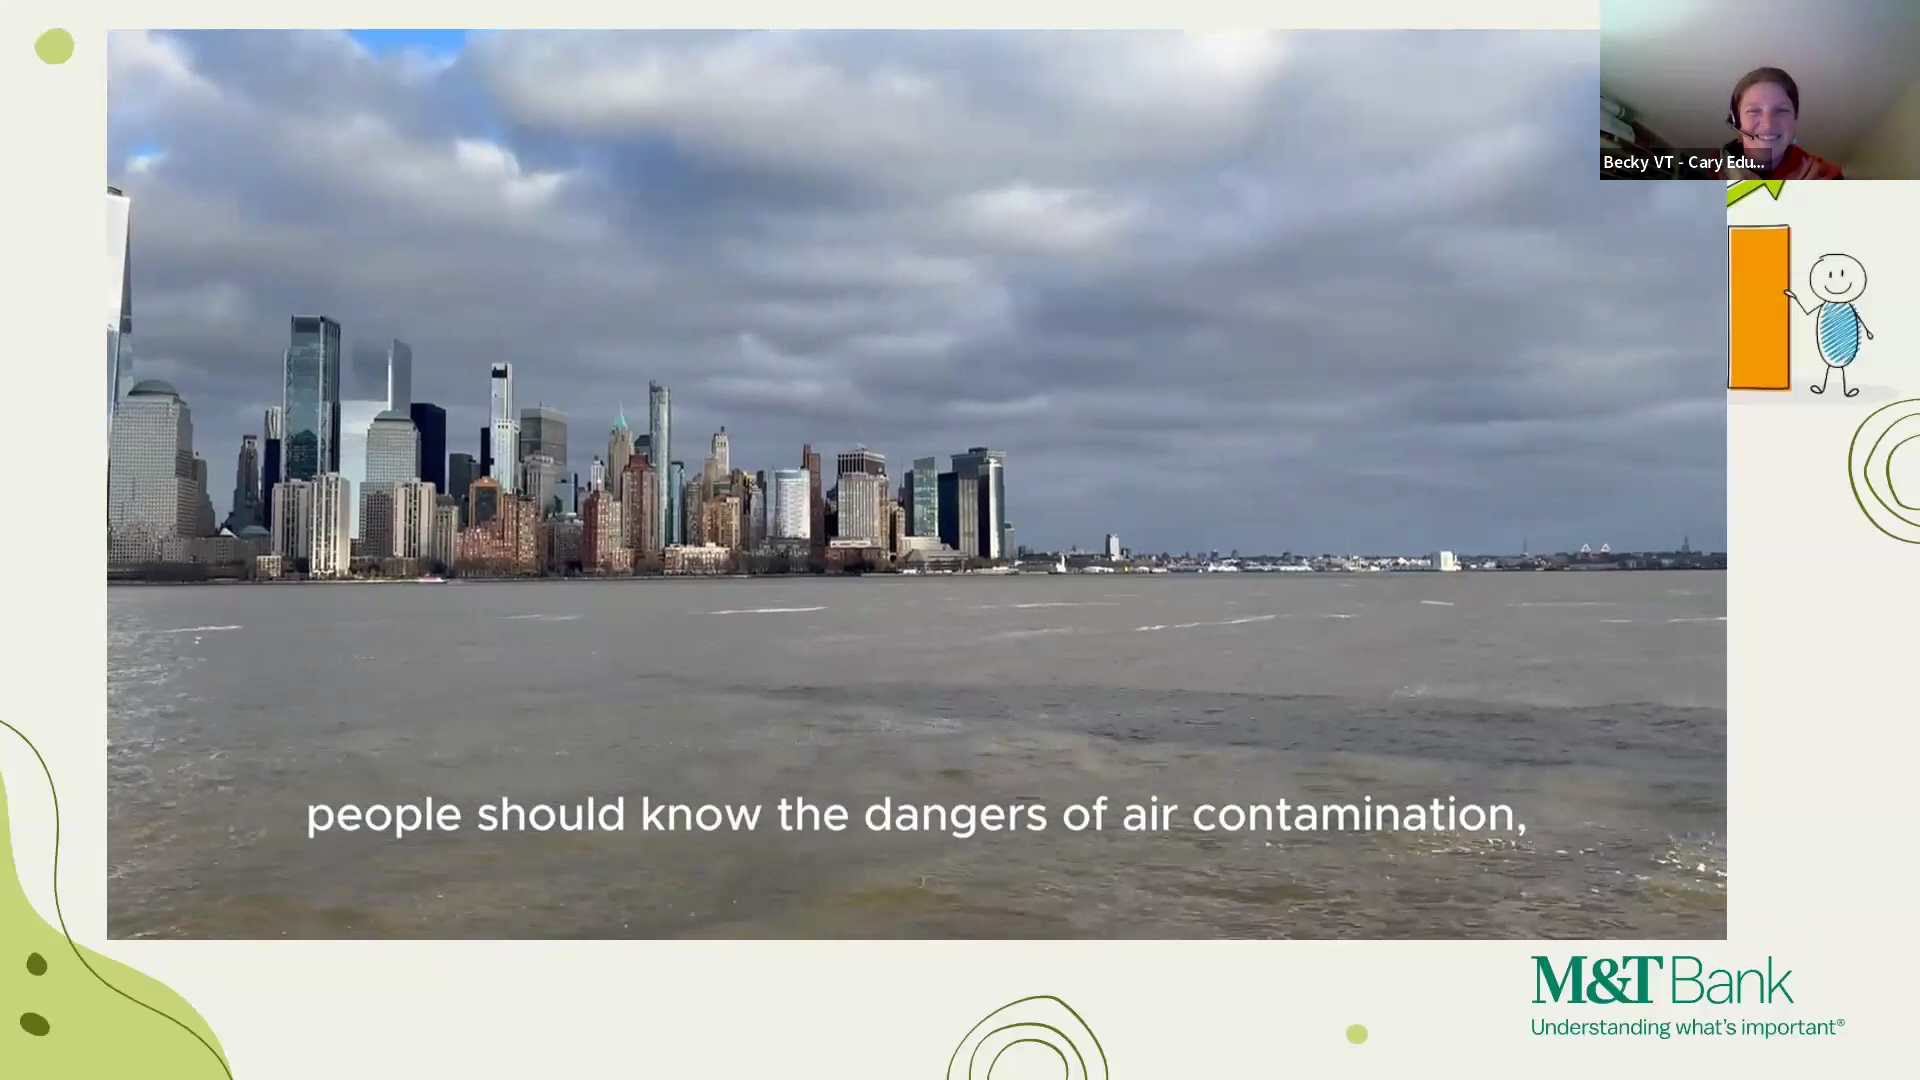 Becky VT - Cary Edu...
people should know the dangers of air contamination,
M&T Bank
Understanding what's important®